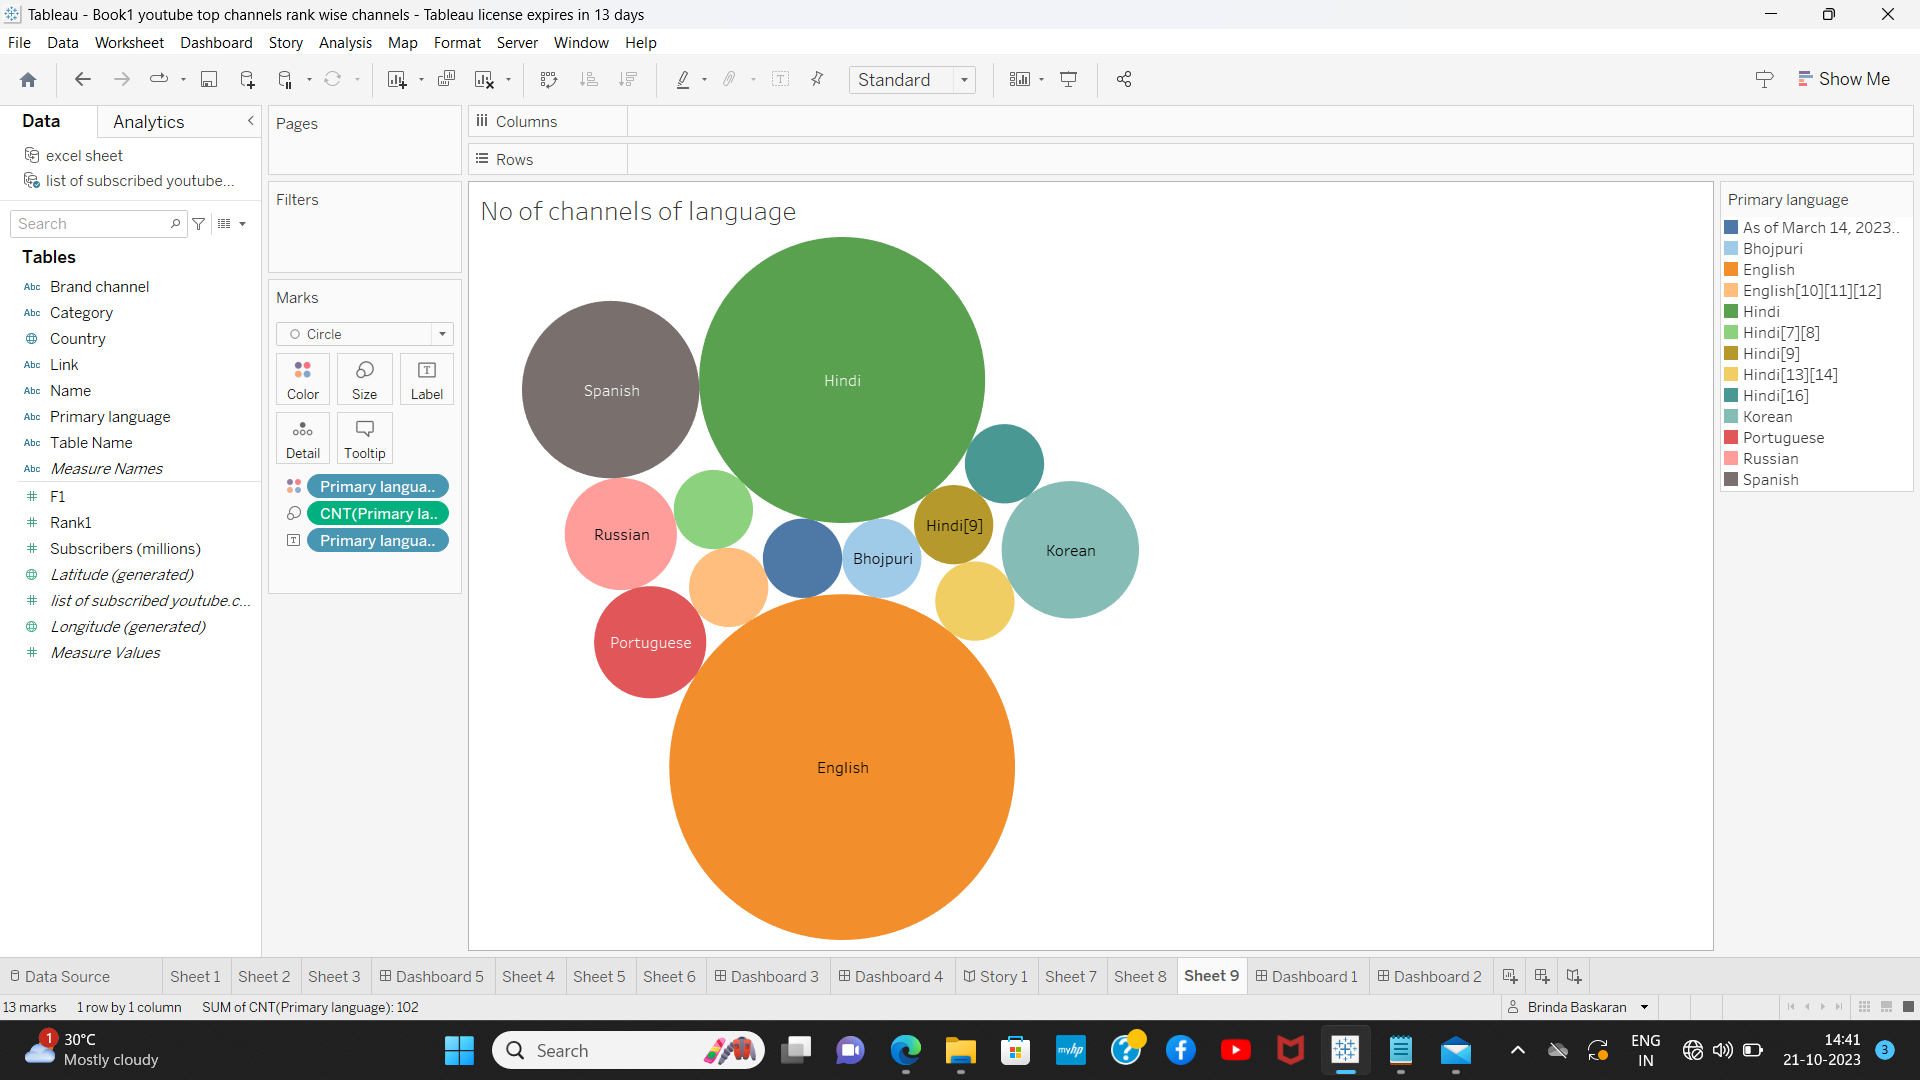 Tableau - Book1 youtube top channels rank wise channels - Tableau license expires in 13 days
File Data Worksheet Dashboard Story Analysis Map Format Server Window Help
Standard
Show Me
Data Analytics
excel sheet
list of subscribed youtube...
Search
Tables
Abc Brand channel
Abc Category
Country
Abc Link
Abc Name
Abc Primary language
Abc Table Name
Abc Measure Names
# F1
# Rank1
# Subscribers (millions)
Latitude (generated)
# list of subscribed youtube.c...
Longitude (generated)
# Measure Values
Pages
Filters
Marks
Circle
Color Size Label
Detail Tooltip
Primary langua..
CNT(Primary la..
Primary langua..
Columns
Rows
No of channels of language
Hindi
Spanish
Hindi[9]
Russian
Korean
Bhojpuri
Portuguese
English
Primary language
As of March 14, 2023..
Bhojpuri
English
English[10][11][12]
Hindi
Hindi[7][8]
Hindi[9]
Hindi[13][14]
Hindi[16]
Korean
Portuguese
Russian
Spanish
Data Source Sheet 1 Sheet 2 Sheet 3 Dashboard 5 Sheet 4 Sheet 5 Sheet 6 Dashboard 3 Dashboard 4 Story 1 Sheet 7 Sheet 8 Sheet 9 Dashboard 1 Dashboard 2
13 marks 1 row by 1 column SUM of CNT(Primary language): 102
Brinda Baskaran
1
30°C
Mostly cloudy
Search
myhp
ENG
IN
14:41
21-10-2023
3